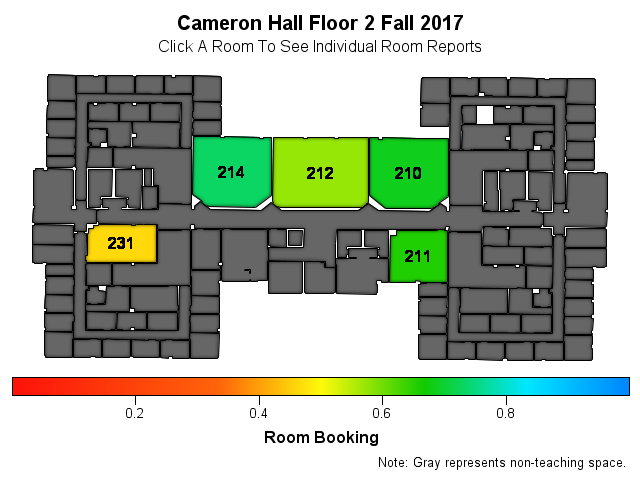 Cameron Hall Floor 2 Fall 2017
Click A Room To See Individual Room Reports
214
212
210
231
211
0.2 0.4 0.6 0.8
Room Booking
Note: Gray represents non-teaching space.